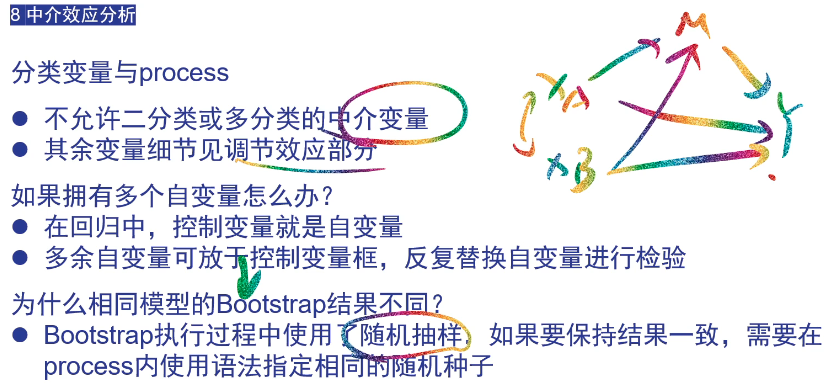 8 中介效应分析
M
分类变量与process
XA
● 不允许二分类或多分类的中介变量
Y
● 其余变量细节见调节效应部分
XB
如果拥有多个自变量怎么办？
● 在回归中，控制变量就是自变量
● 多余自变量可放于控制变量框，反复替换自变量进行检验
为什么相同模型的Bootstrap结果不同？
● Bootstrap执行过程中使用了随机抽样，如果要保持结果一致，需要在
process内使用语法指定相同的随机种子